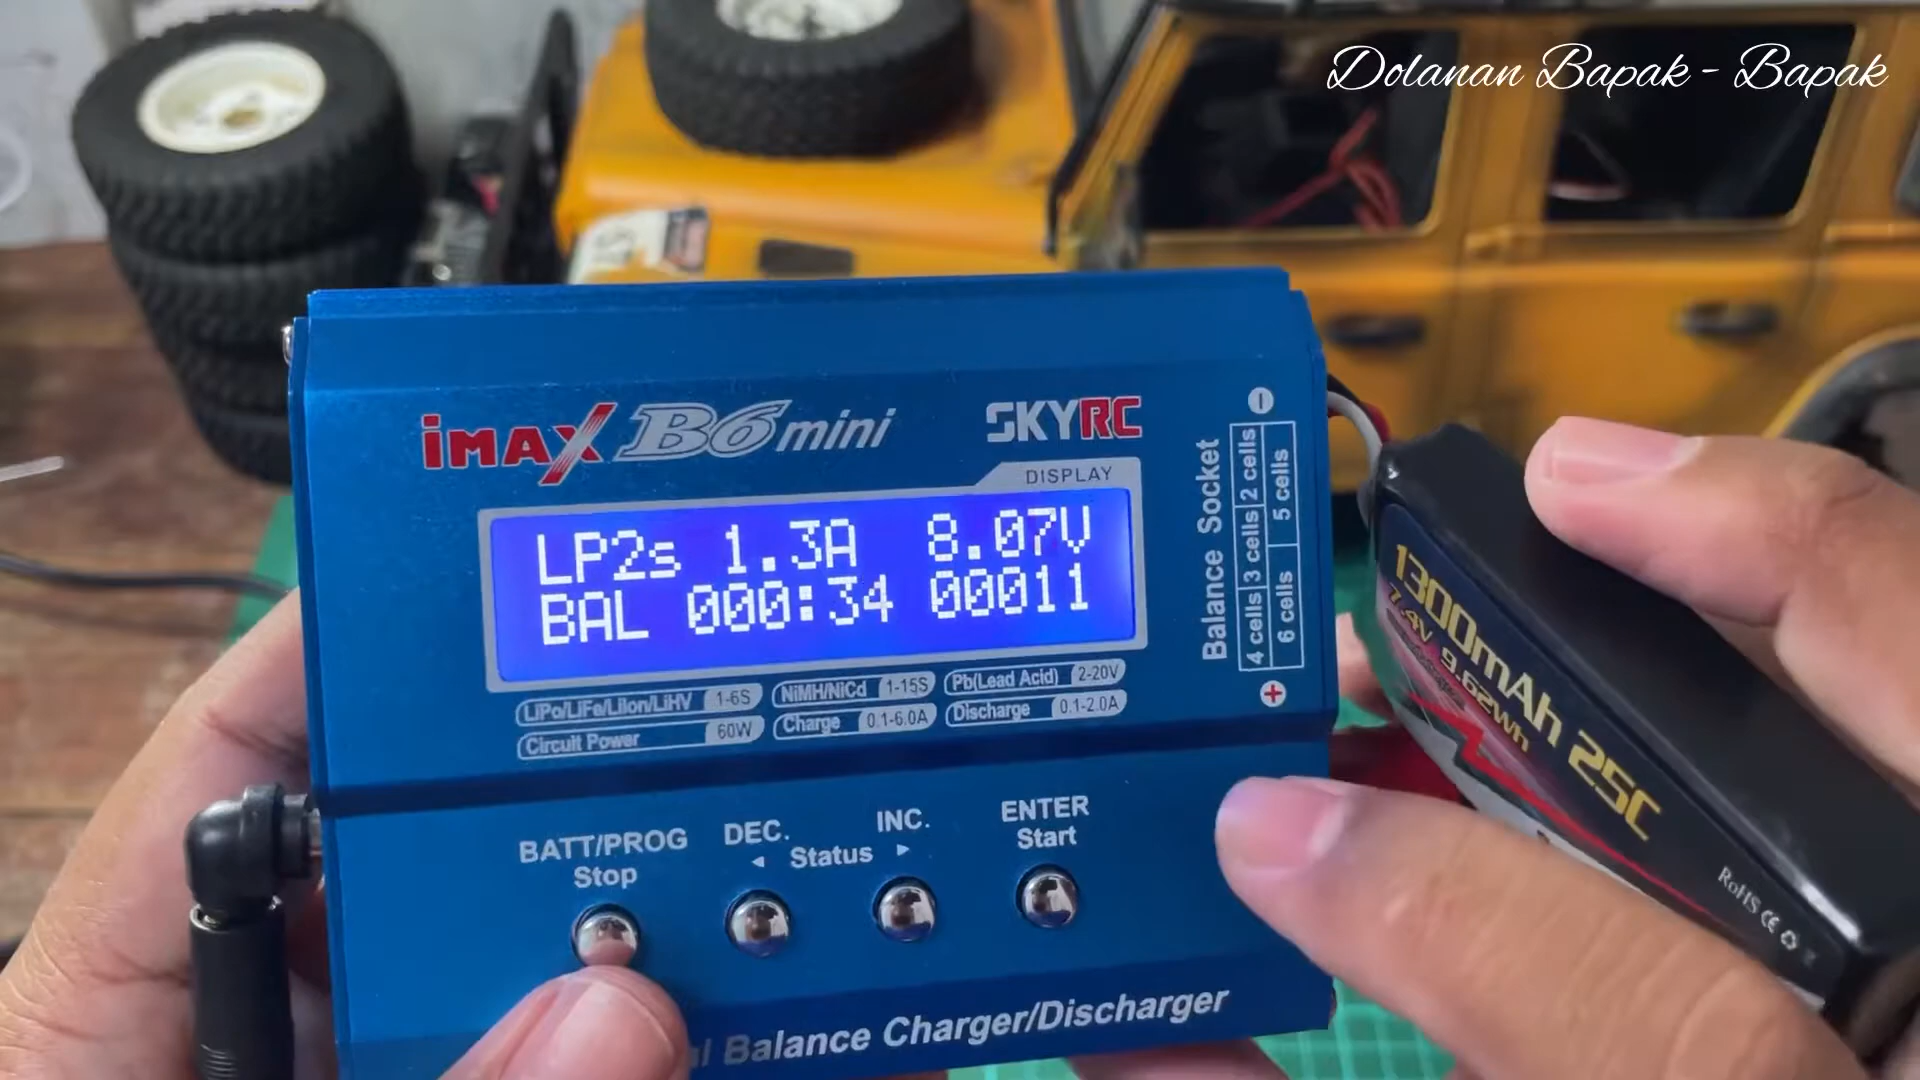 Dolanan Bapak - Bapak
iMAX B6 mini
SKYRC
DISPLAY
LP2s 1.3A 8.07V
BAL 000:34 00011
LiPo/LiFe/LiIon/LiHV 1-6S
NiMH/NiCd 1-15S
Pb(Lead Acid) 2-20V
Circuit Power 60W
Charge 0.1-6.0A
Discharge 0.1-2.0A
Balance Socket
4 cells 3 cells 2 cells
6 cells 5 cells
BATT/PROG
Stop
DEC.
INC.
◄ Status ►
ENTER
Start
Balance Charger/Discharger
1300mAh 25C
7.4V 9.62Wh
RoHS CE